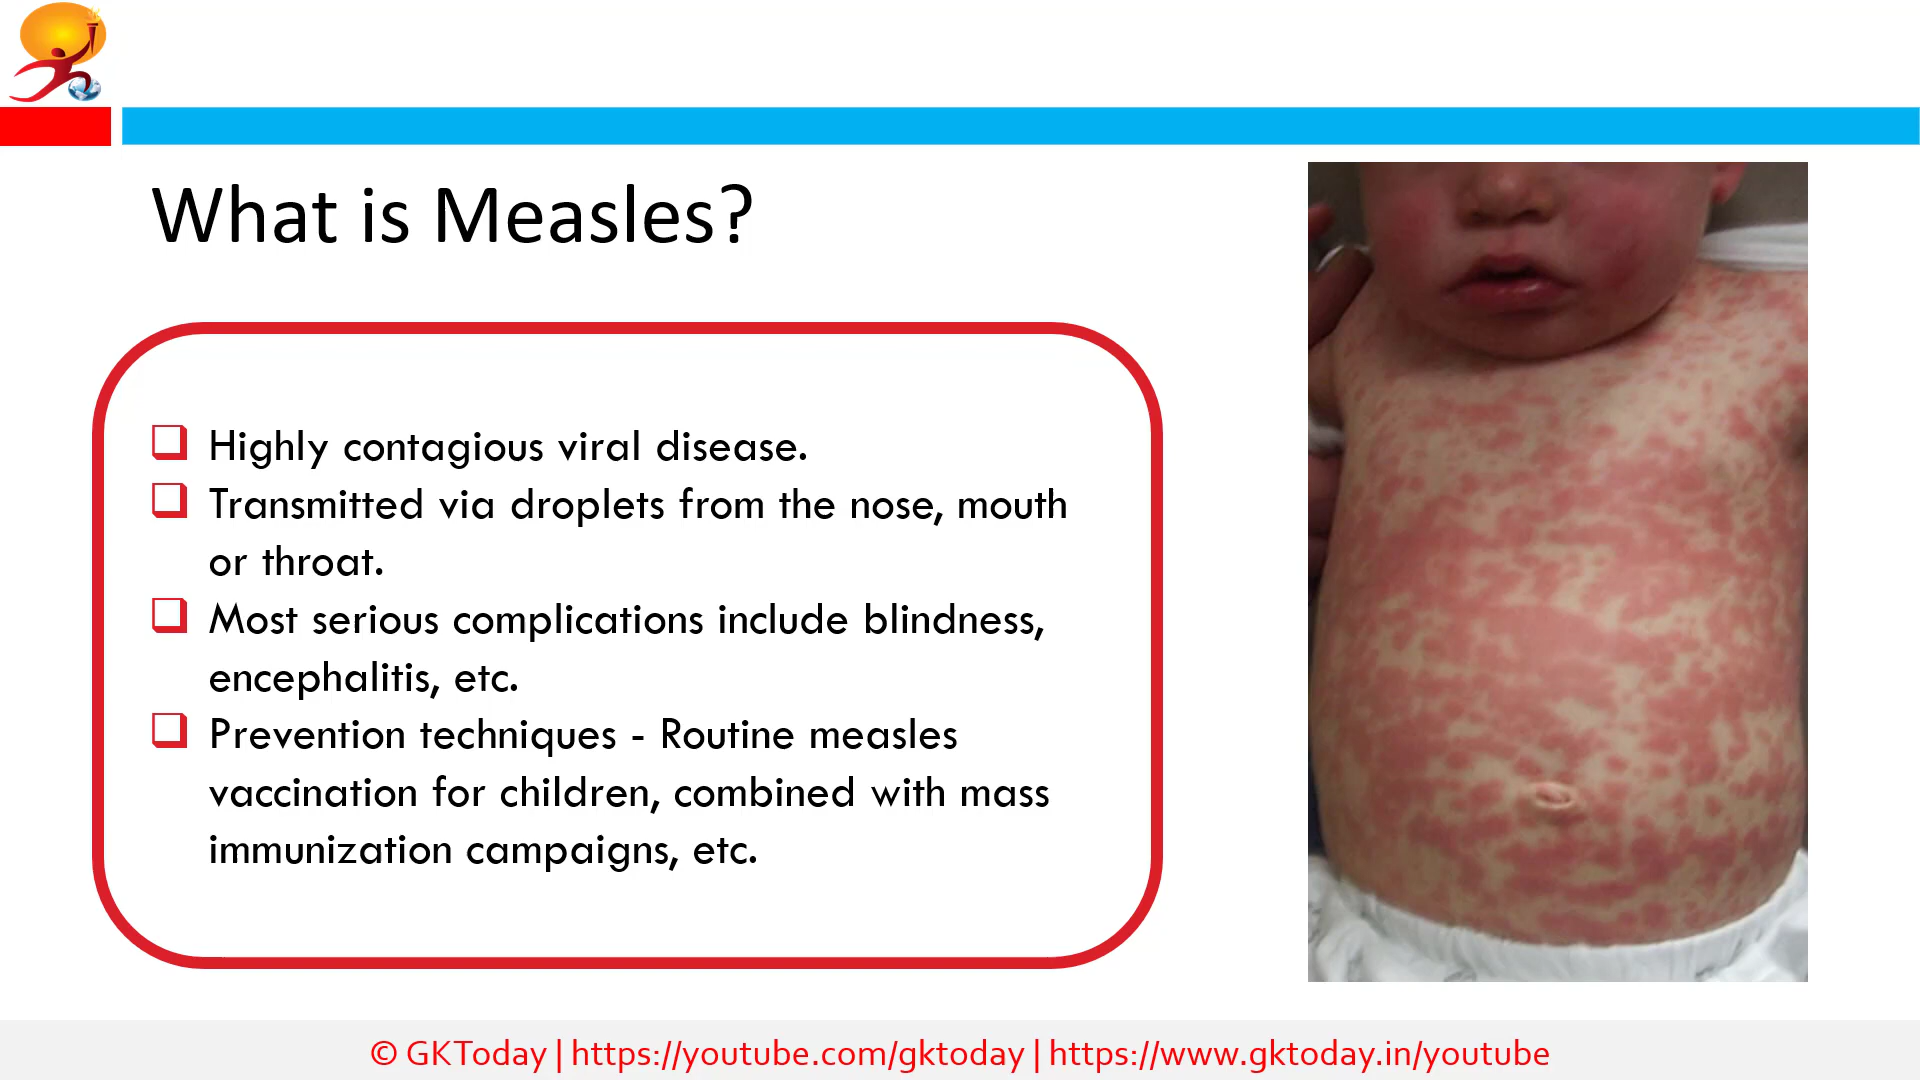 What is Measles?
Highly contagious viral disease.
Transmitted via droplets from the nose, mouth
or throat.
Most serious complications include blindness,
encephalitis, etc.
Prevention techniques - Routine measles
vaccination for children, combined with mass
immunization campaigns, etc.
© GKToday | https://youtube.com/gktoday | https://www.gktoday.in/youtube